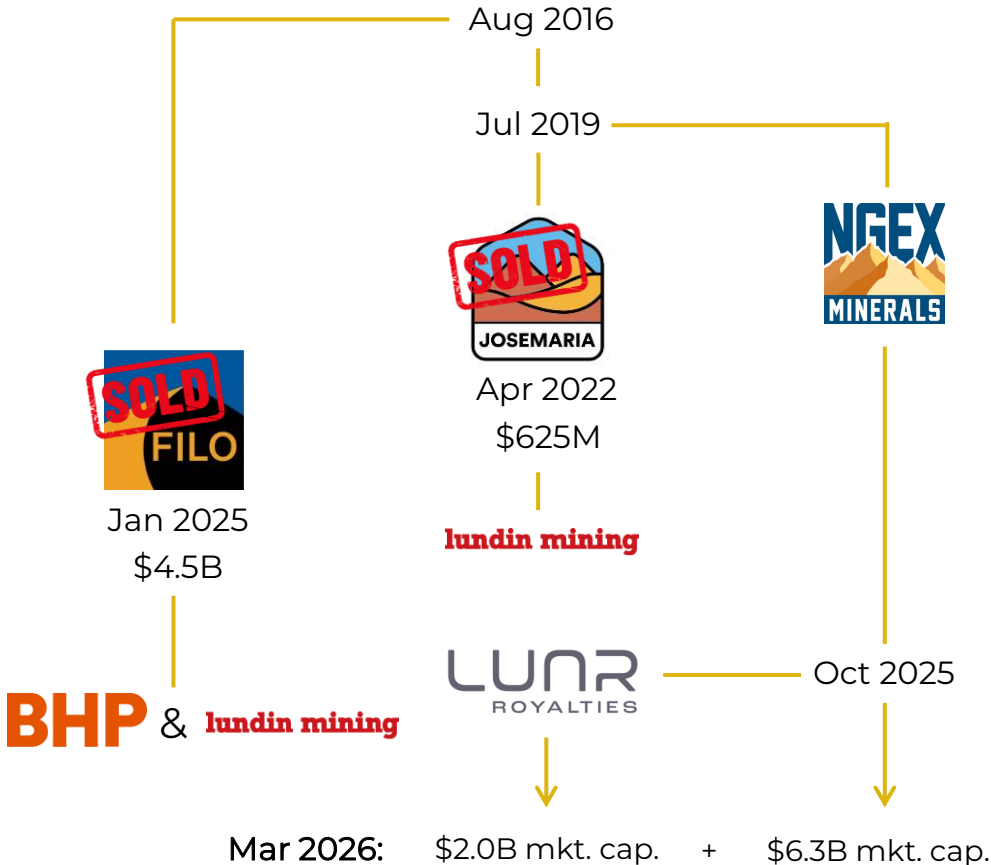 Aug 2016
Jul 2019
NGEX
MINERALS
SOLD
JOSEMARIA
Apr 2022
$625M
lundin mining
SOLD
FILO
Jan 2025
$4.5B
BHP & lundin mining
LUNR
ROYALTIES
Oct 2025
Mar 2026: $2.0B mkt. cap. + $6.3B mkt. cap.